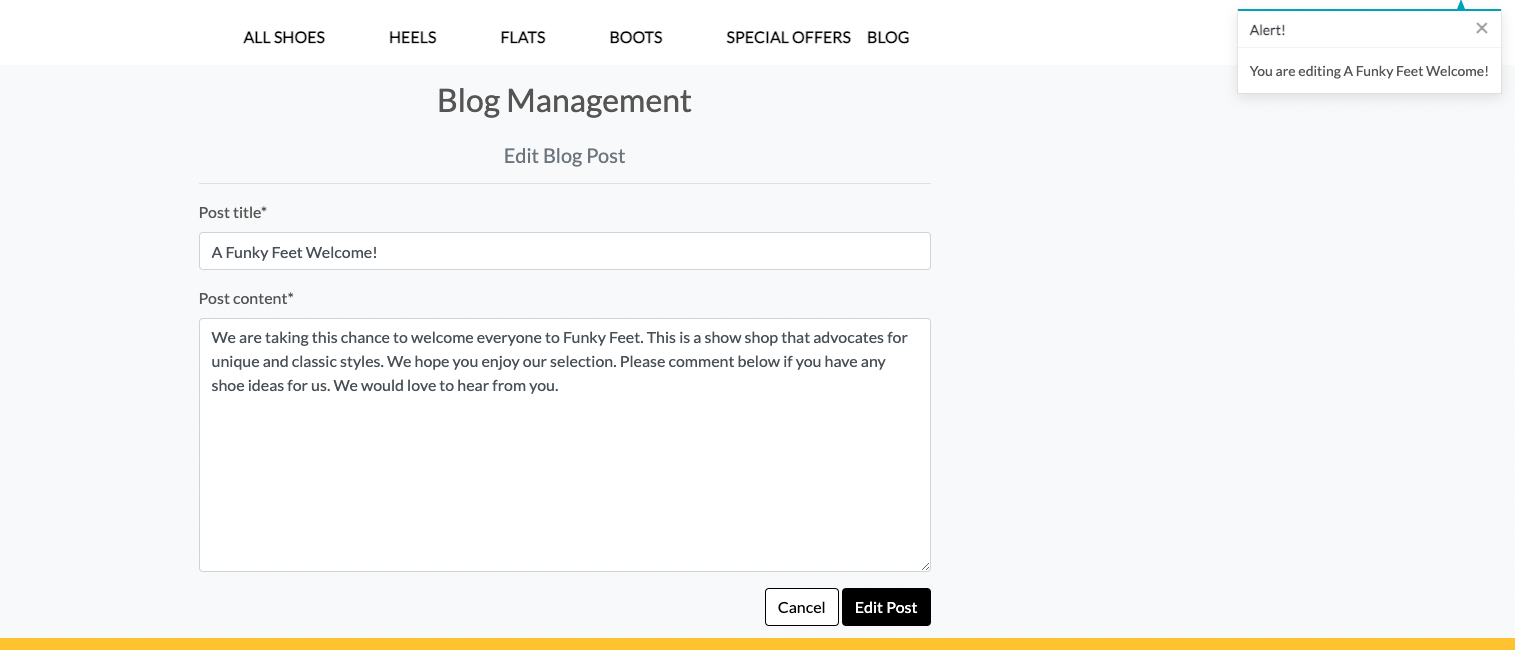 ALL SHOES HEELS FLATS BOOTS SPECIAL OFFERS BLOG
Alert!
You are editing A Funky Feet Welcome!
Blog Management
Edit Blog Post
Post title*
A Funky Feet Welcome!
Post content*
We are taking this chance to welcome everyone to Funky Feet. This is a show shop that advocates for
unique and classic styles. We hope you enjoy our selection. Please comment below if you have any
shoe ideas for us. We would love to hear from you.
Cancel Edit Post